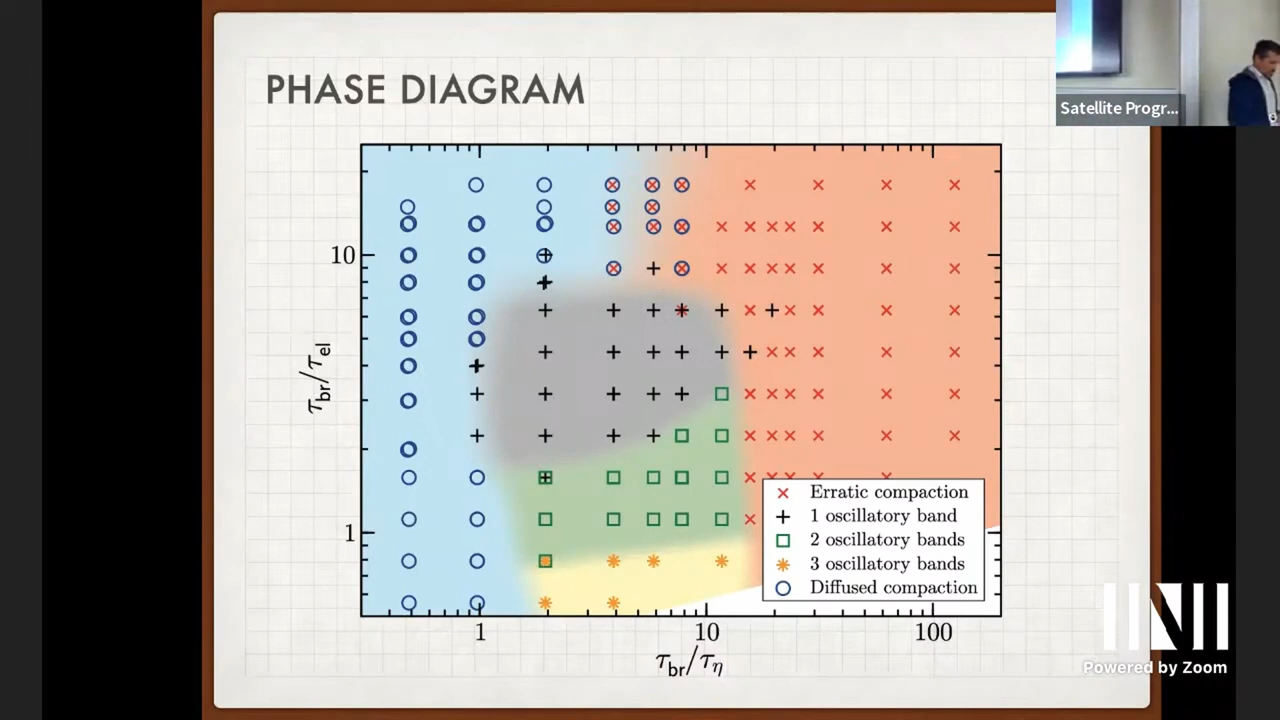 PHASE DIAGRAM
Satellite Progr...
10
τbr/τel
1
Erratic compaction
1 oscillatory band
2 oscillatory bands
3 oscillatory bands
Diffused compaction
1
10
100
τbr/τη
Powered by Zoom